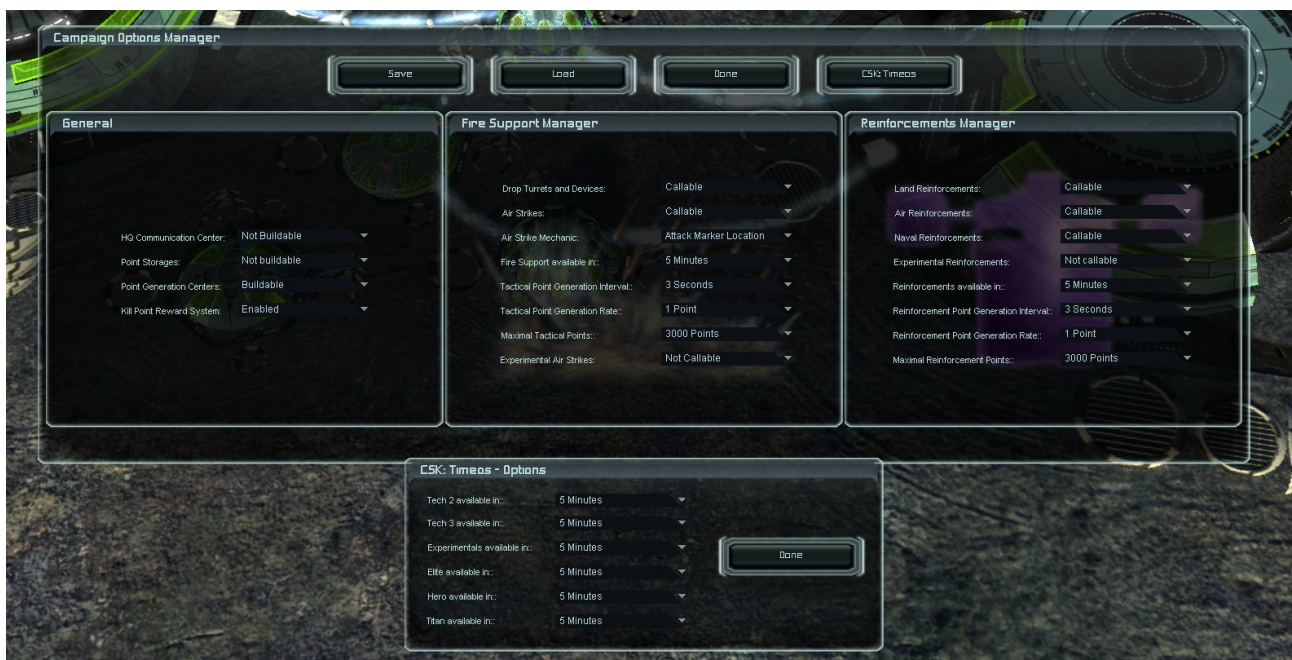 Campaign Options Manager
Save
Load
Done
CSK: Timeos
General
HQ Communication Center: Not Buildable
Point Storages: Not buildable
Point Generation Centers: Buildable
Kill Point Reward System: Enabled
Fire Support Manager
Drop Turrets and Devices: Callable
Air Strikes: Callable
Air Strike Mechanic: Attack Marker Location
Fire Support available in:: 5 Minutes
Tactical Point Generation Interval:: 3 Seconds
Tactical Point Generation Rate:: 1 Point
Maximal Tactical Points:: 3000 Points
Experimental Air Strikes: Not Callable
Reinforcements Manager
Land Reinforcements: Callable
Air Reinforcements: Callable
Naval Reinforcements: Callable
Experimental Reinforcements: Not callable
Reinforcements available in:: 5 Minutes
Reinforcement Point Generation Interval:: 3 Seconds
Reinforcement Point Generation Rate:: 1 Point
Maximal Reinforcement Points:: 3000 Points
CSK: Timeos - Options
Tech 2 available in:: 5 Minutes
Tech 3 available in:: 5 Minutes
Experimentals available in:: 5 Minutes
Elite available in:: 5 Minutes
Hero available in:: 5 Minutes
Titan available in:: 5 Minutes
Done